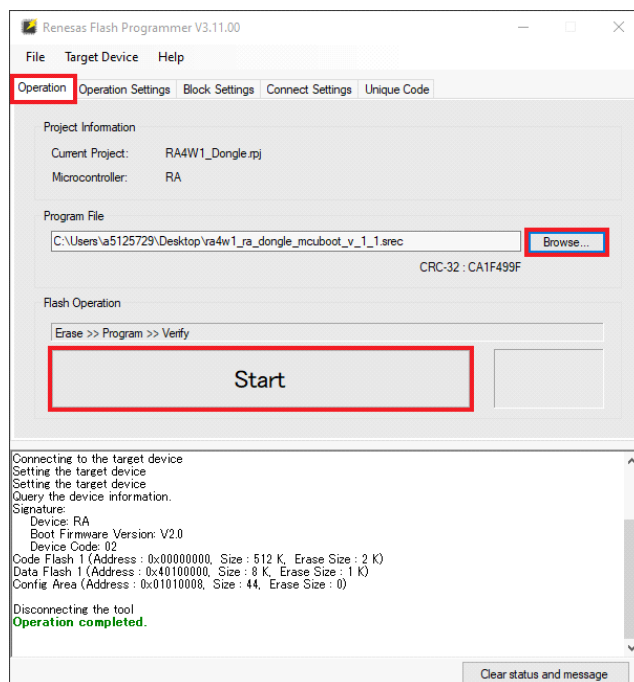 Renesas Flash Programmer V3.11.00
File Target Device Help
Operation Operation Settings Block Settings Connect Settings Unique Code
Project Information
Current Project: RA4W1_Dongle.rpj
Microcontroller: RA
Program File
C:\Users\a5125729\Desktop\ra4w1_ra_dongle_mcuboot_v_1_1.srec Browse...
CRC-32 : CA1F499F
Flash Operation
Erase >> Program >> Verify
Start
Connecting to the target device
Setting the target device
Setting the target device
Query the device information.
Signature:
Device: RA
Boot Firmware Version: V2.0
Device Code: 02
Code Flash 1 (Address : 0x00000000, Size : 512 K, Erase Size : 2 K)
Data Flash 1 (Address : 0x40100000, Size : 8 K, Erase Size : 1 K)
Config Area (Address : 0x01010008, Size : 44, Erase Size : 0)
Disconnecting the tool
Operation completed.
Clear status and message